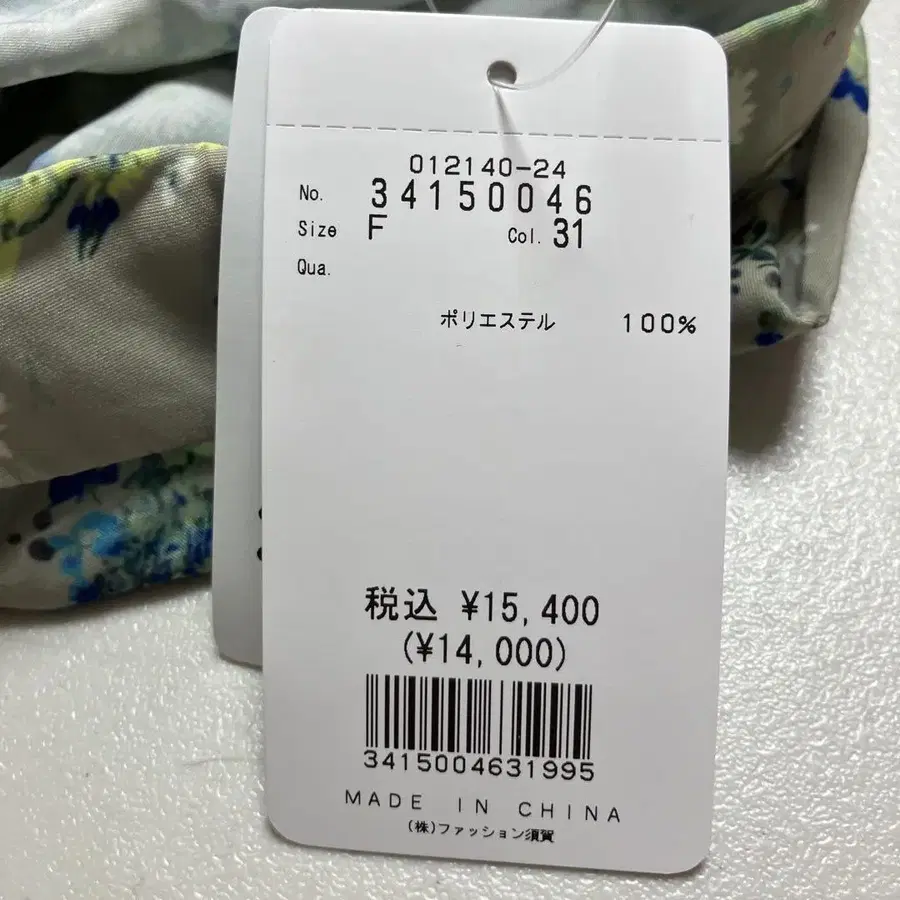 012140-24
No. 34150046
Size F Col. 31
Qua.
ポリエステル 100%
税込 ¥15,400
(¥14,000)
3415004631995
MADE IN CHINA
(株)ファッション須賀